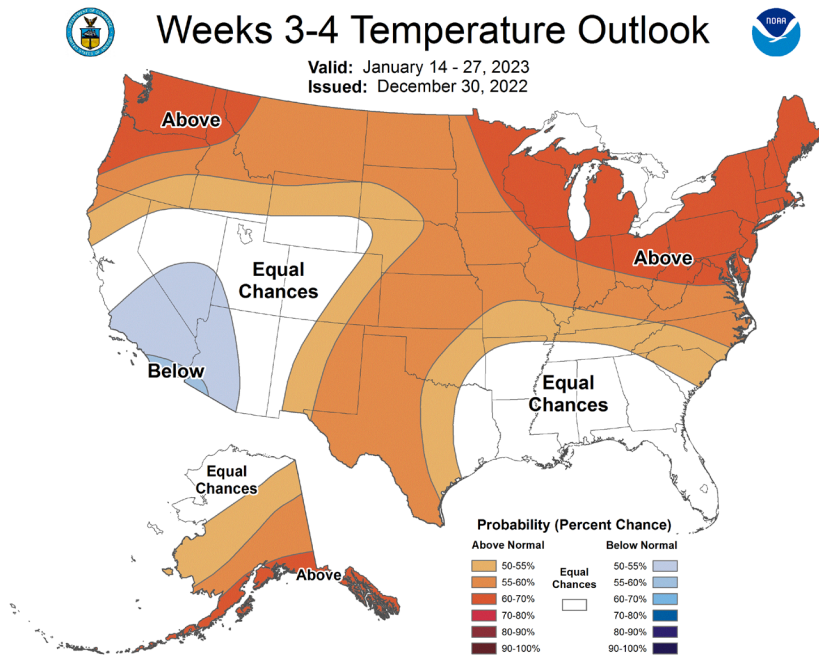 Weeks 3-4 Temperature Outlook
Valid: January 14 - 27, 2023
Issued: December 30, 2022
NOAA
Above
Above
Equal
Chances
Below
Equal
Chances
Equal
Chances
Above
Probability (Percent Chance)
Above Normal
50-55%
55-60%
60-70%
70-80%
80-90%
90-100%
Equal
Chances
Below Normal
50-55%
55-60%
60-70%
70-80%
80-90%
90-100%